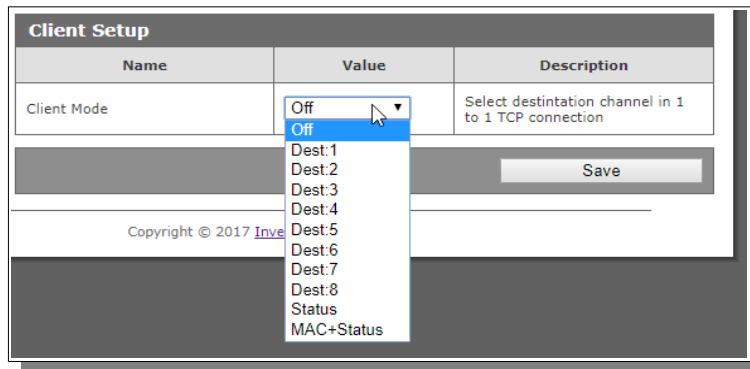 Client Setup
Name Value Description
Client Mode Off Select destintation channel in 1
to 1 TCP connection
Off
Dest:1
Dest:2
Dest:3
Dest:4
Dest:5
Dest:6
Dest:7
Dest:8
Status
MAC+Status
Save
Copyright © 2017